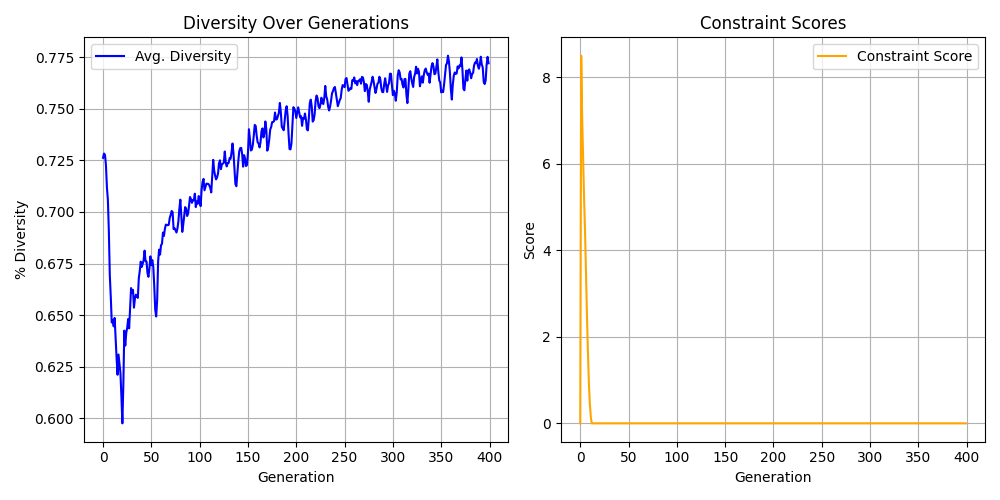 Diversity Over Generations
Avg. Diversity
% Diversity
0.775
0.750
0.725
0.700
0.675
0.650
0.625
0.600
0 50 100 150 200 250 300 350 400
Generation
Constraint Scores
Constraint Score
Score
8
6
4
2
0
0 50 100 150 200 250 300 350 400
Generation